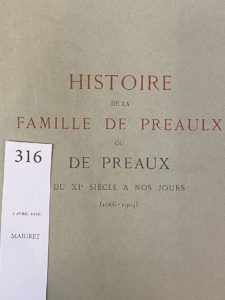 HISTOIRE
DE LA
FAMILLE DE PREAULX
OU
DE PREAUX
DU XIᵉ SIÈCLE A NOS JOURS
(1066-1904)
316
MAIGRET